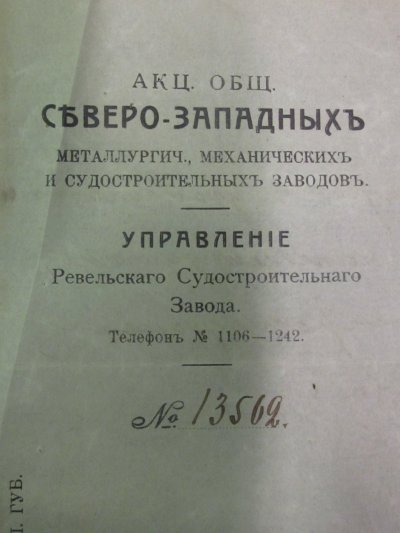 АКЦ. ОБЩ.
СѢВЕРО-ЗАПАДНЫХЪ
МЕТАЛЛУРГИЧ., МЕХАНИЧЕСКИХЪ
И СУДОСТРОИТЕЛЬНЫХЪ ЗАВОДОВЪ.
УПРАВЛЕНІЕ
Ревельскаго Судостроительнаго
Завода.
Телефонъ № 1106—1242.
№ 13562.
ГУБ.